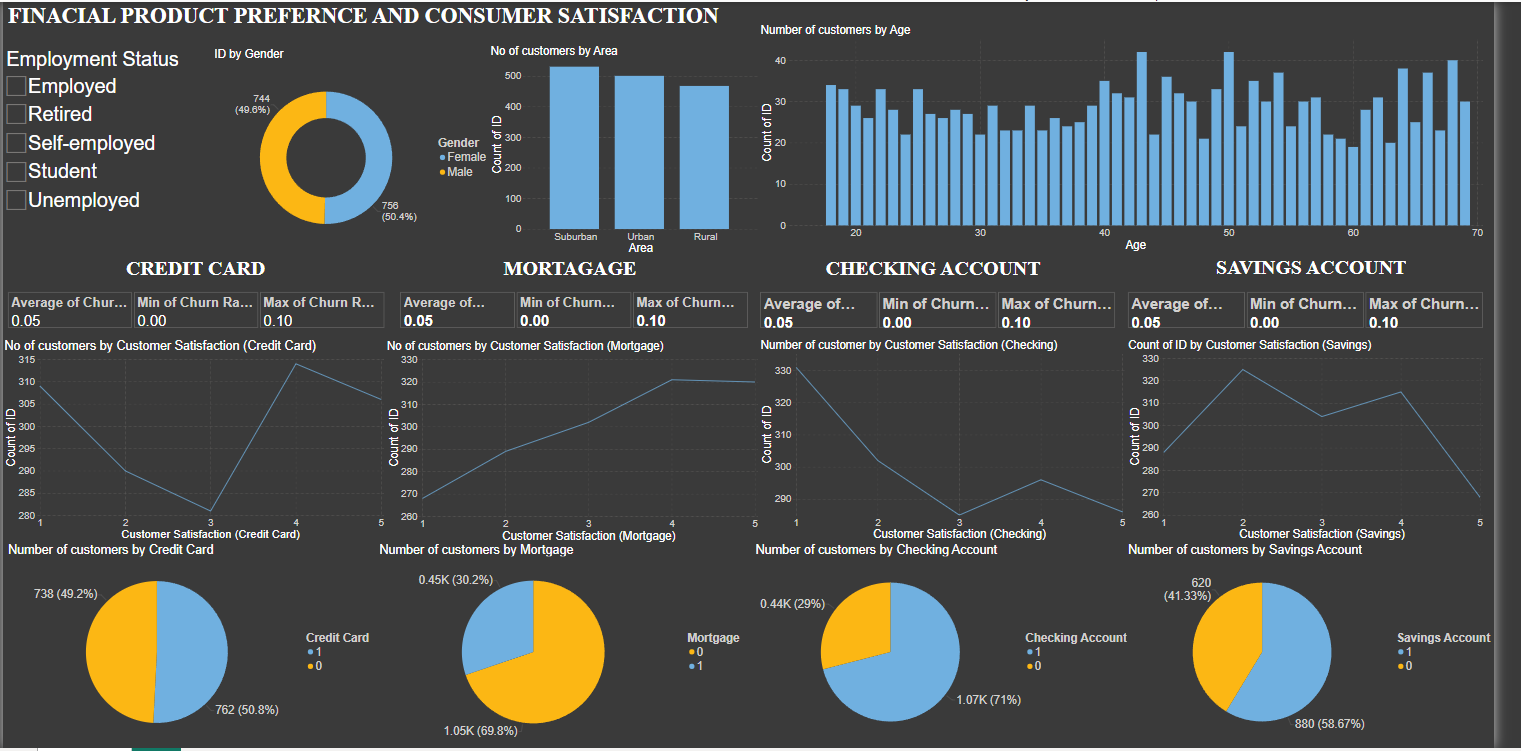 FINACIAL PRODUCT PREFERNCE AND CONSUMER SATISFACTION
Employment Status
Employed
Retired
Self-employed
Student
Unemployed
ID by Gender
744
(49.6%)
756
(50.4%)
Gender
Female
Male
No of customers by Area
Count of ID
500
400
300
200
100
0
Suburban Urban Rural
Area
Number of customers by Age
Count of ID
40
30
20
10
0
20 30 40 50 60 70
Age
CREDIT CARD
Average of Chur... Min of Churn Ra... Max of Churn R...
0.05 0.00 0.10
No of customers by Customer Satisfaction (Credit Card)
Count of ID
315
310
305
300
295
290
285
280
1 2 3 4 5
Customer Satisfaction (Credit Card)
Number of customers by Credit Card
738 (49.2%)
762 (50.8%)
Credit Card
1
0
MORTAGAGE
Average of... Min of Churn... Max of Churn...
0.05 0.00 0.10
No of customers by Customer Satisfaction (Mortgage)
Count of ID
330
320
310
300
290
280
270
260
1 2 3 4 5
Customer Satisfaction (Mortgage)
Number of customers by Mortgage
0.45K (30.2%)
1.05K (69.8%)
Mortgage
0
1
CHECKING ACCOUNT
Average of... Min of Churn... Max of Churn...
0.05 0.00 0.10
Number of customer by Customer Satisfaction (Checking)
Count of ID
330
320
310
300
290
1 2 3 4 5
Customer Satisfaction (Checking)
Number of customers by Checking Account
0.44K (29%)
1.07K (71%)
Checking Account
1
0
SAVINGS ACCOUNT
Average of... Min of Churn... Max of Churn...
0.05 0.00 0.10
Count of ID by Customer Satisfaction (Savings)
Count of ID
330
320
310
300
290
280
270
260
1 2 3 4 5
Customer Satisfaction (Savings)
Number of customers by Savings Account
620
(41.33%)
880 (58.67%)
Savings Account
1
0